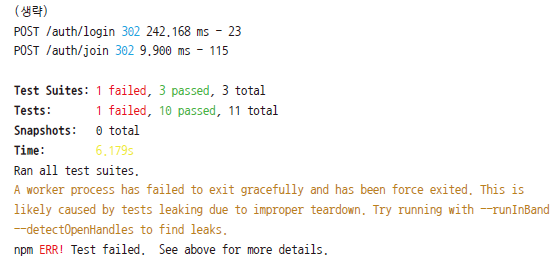 (생략)
POST /auth/login 302 242.168 ms - 23
POST /auth/join 302 9.900 ms - 115
Test Suites: 1 failed, 3 passed, 3 total
Tests: 1 failed, 10 passed, 11 total
Snapshots: 0 total
Time: 6.179s
Ran all test suites.
A worker process has failed to exit gracefully and has been force exited. This is
likely caused by tests leaking due to improper teardown. Try running with --runInBand
--detectOpenHandles to find leaks.
npm ERR! Test failed. See above for more details.